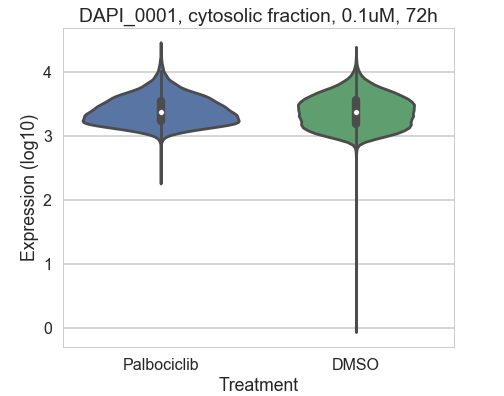 DAPI_0001, cytosolic fraction, 0.1uM, 72h
Expression (log10)
4
3
2
1
0
Palbociclib DMSO
Treatment